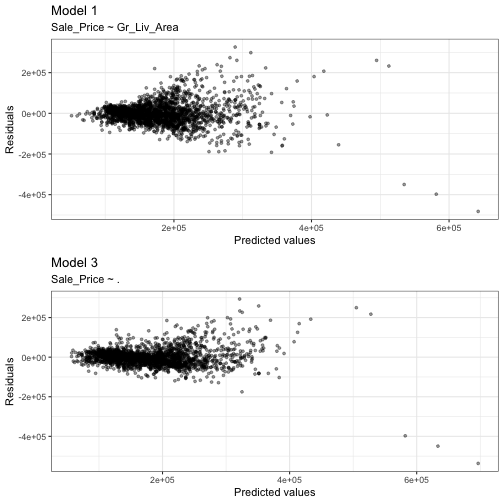 Model 1
Sale_Price ~ Gr_Liv_Area
2e+05
0e+00
-2e+05
-4e+05
Residuals
2e+05
4e+05
6e+05
Predicted values
Model 3
Sale_Price ~ .
2e+05
0e+00
-2e+05
-4e+05
Residuals
2e+05
4e+05
6e+05
Predicted values